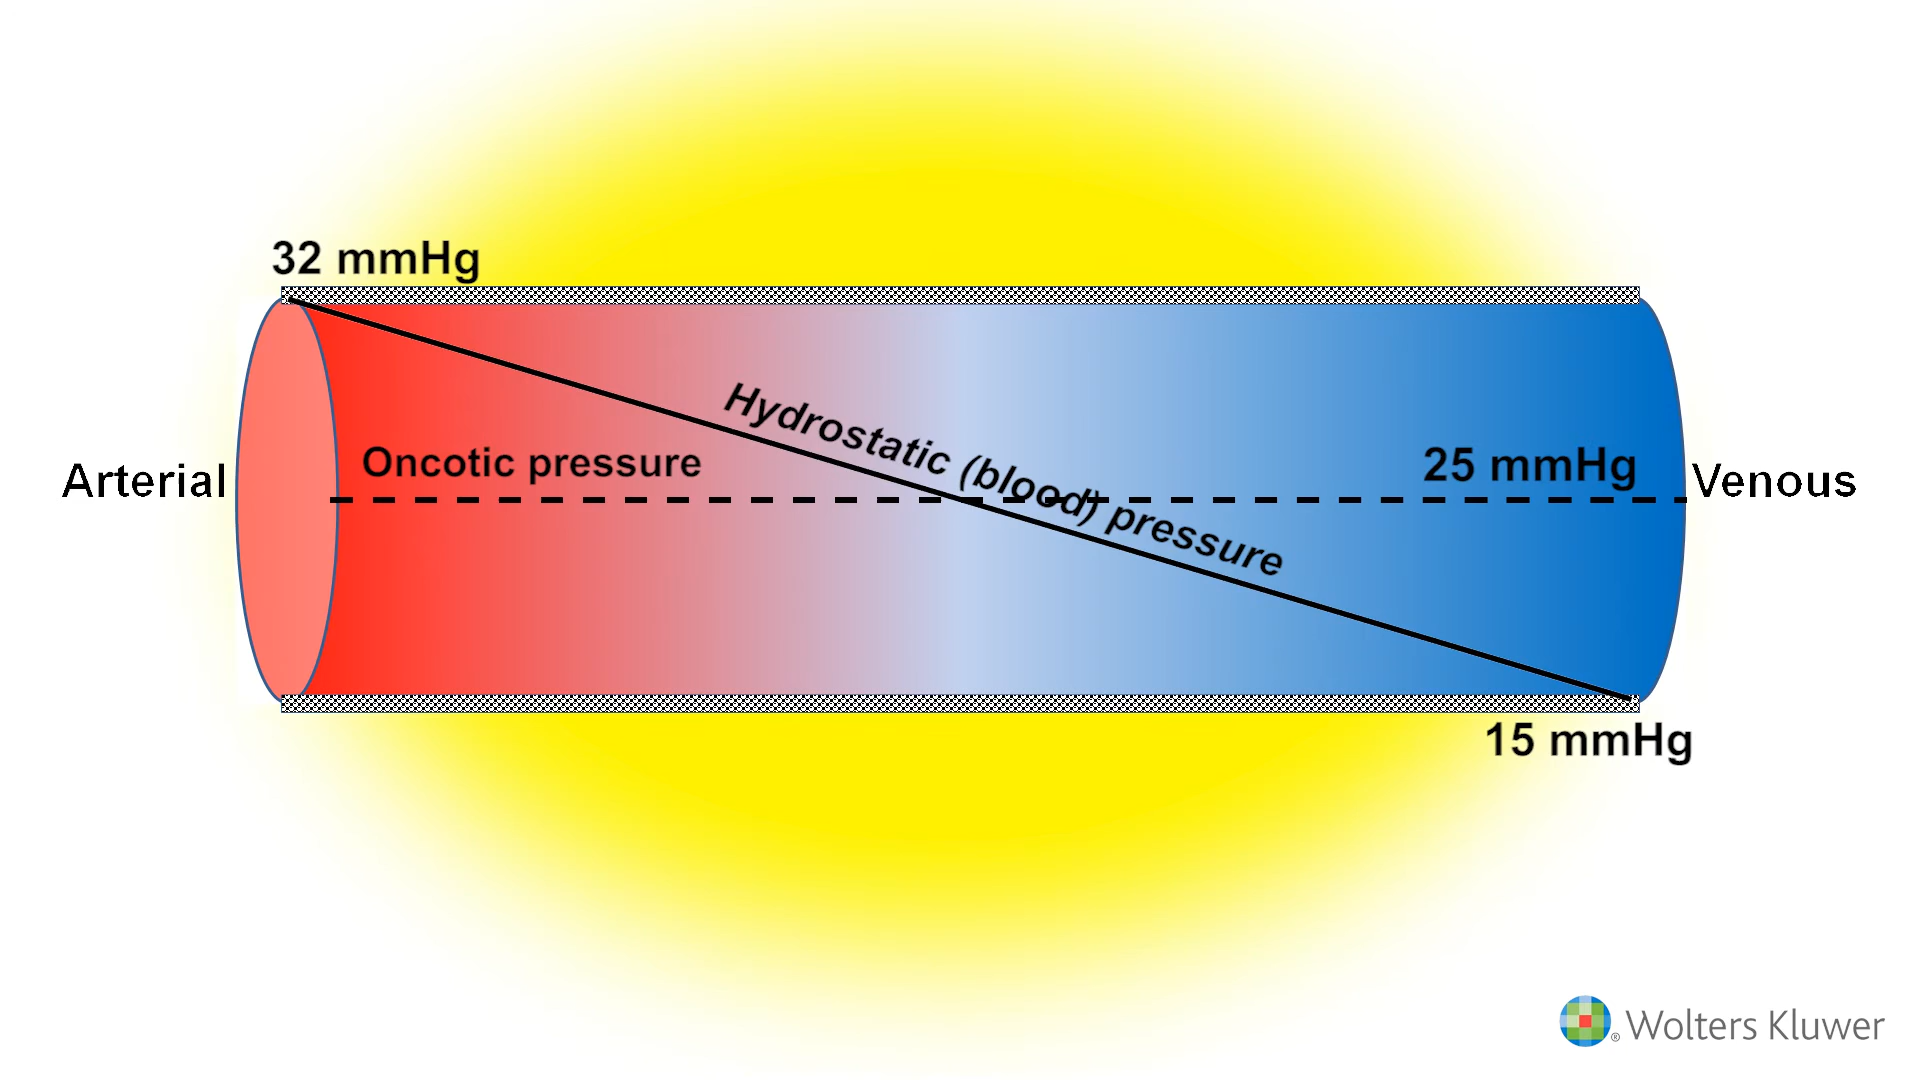 32 mmHg
Hydrostatic (blood) pressure
Oncotic pressure
25 mmHg
Arterial
Venous
15 mmHg
® Wolters Kluwer